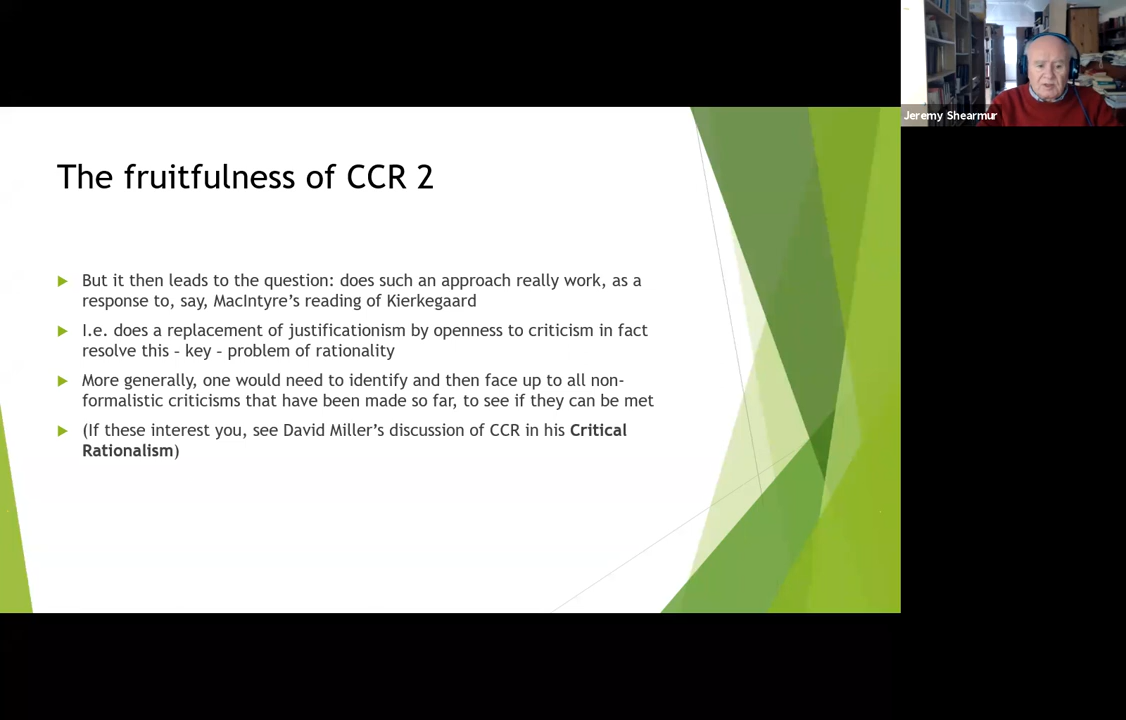 Jeremy Shearmur
The fruitfulness of CCR 2
But it then leads to the question: does such an approach really work, as a
response to, say, MacIntyre’s reading of Kierkegaard
I.e. does a replacement of justificationism by openness to criticism in fact
resolve this – key – problem of rationality
More generally, one would need to identify and then face up to all non-
formalistic criticisms that have been made so far, to see if they can be met
(If these interest you, see David Miller’s discussion of CCR in his Critical
Rationalism)